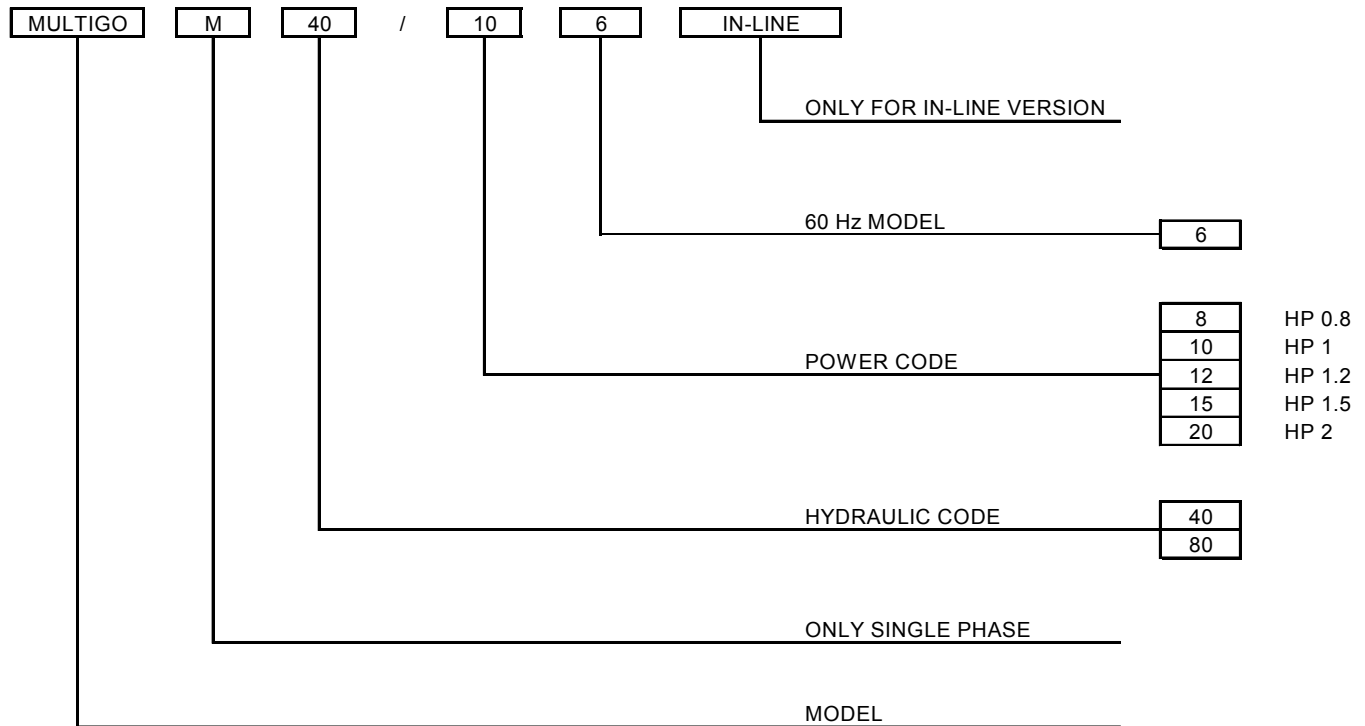 MULTIGO M 40 / 10 6 IN-LINE
ONLY FOR IN-LINE VERSION
60 Hz MODEL 6
8 HP 0.8
10 HP 1
POWER CODE
12 HP 1.2
15 HP 1.5
20 HP 2
HYDRAULIC CODE 40
80
ONLY SINGLE PHASE
MODEL